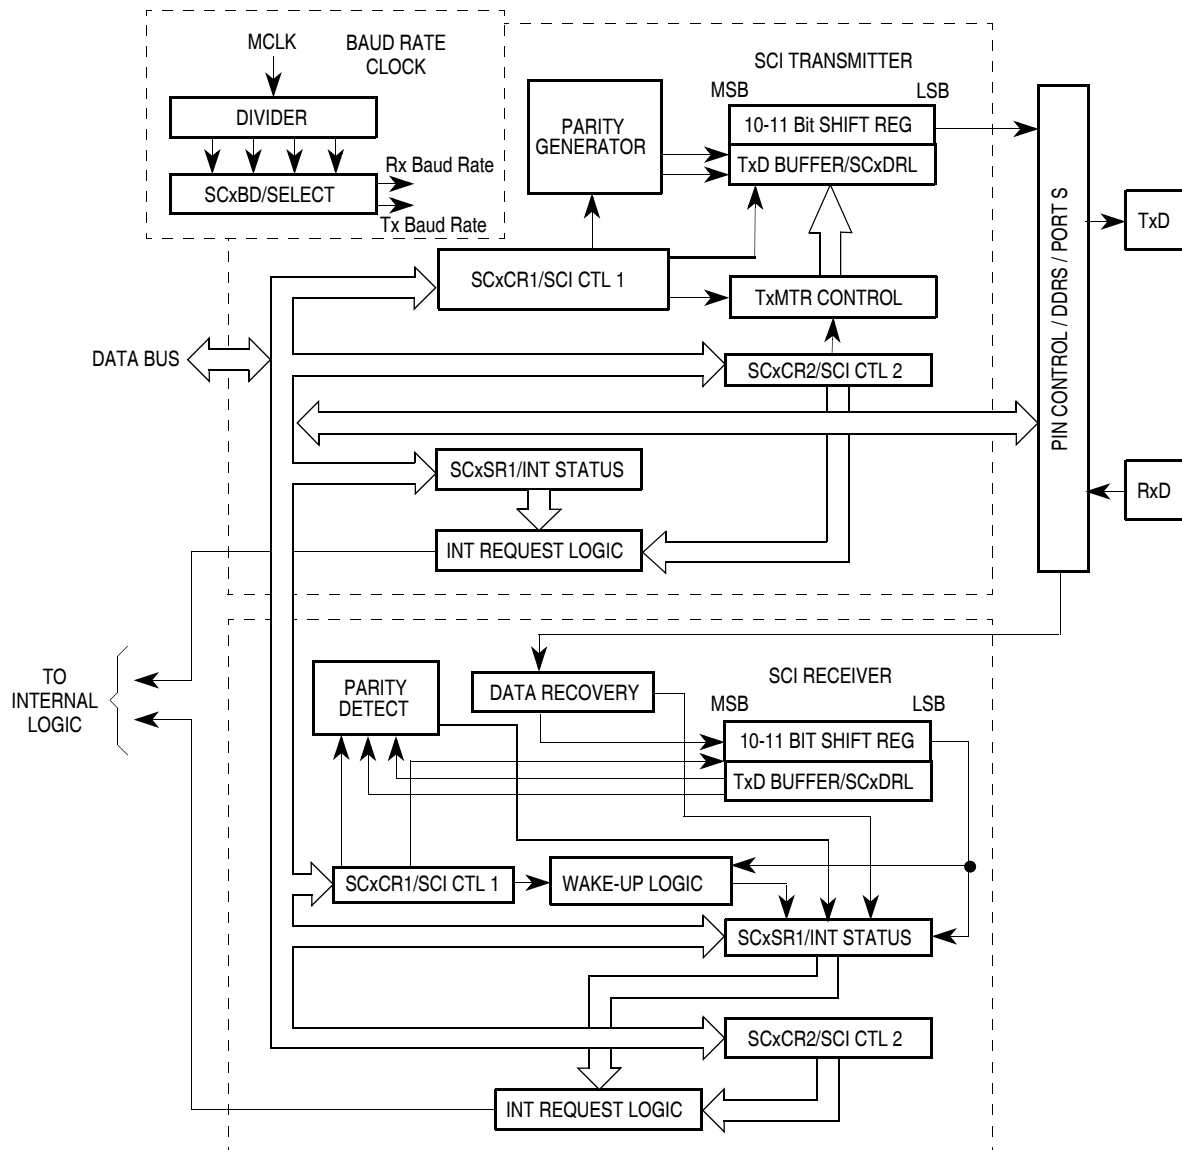 MCLK
BAUD RATE
CLOCK
DIVIDER
Rx Baud Rate
SCxBD/SELECT
Tx Baud Rate
SCI TRANSMITTER
MSB
LSB
PARITY
GENERATOR
10-11 Bit SHIFT REG
TxD BUFFER/SCxDRL
SCxCR1/SCI CTL 1
TxMTR CONTROL
DATA BUS
SCxCR2/SCI CTL 2
SCxSR1/INT STATUS
INT REQUEST LOGIC
PIN CONTROL / DDRS / PORT S
TxD
RxD
TO
INTERNAL
LOGIC
PARITY
DETECT
DATA RECOVERY
SCI RECEIVER
MSB
LSB
10-11 BIT SHIFT REG
TxD BUFFER/SCxDRL
SCxCR1/SCI CTL 1
WAKE-UP LOGIC
SCxSR1/INT STATUS
SCxCR2/SCI CTL 2
INT REQUEST LOGIC